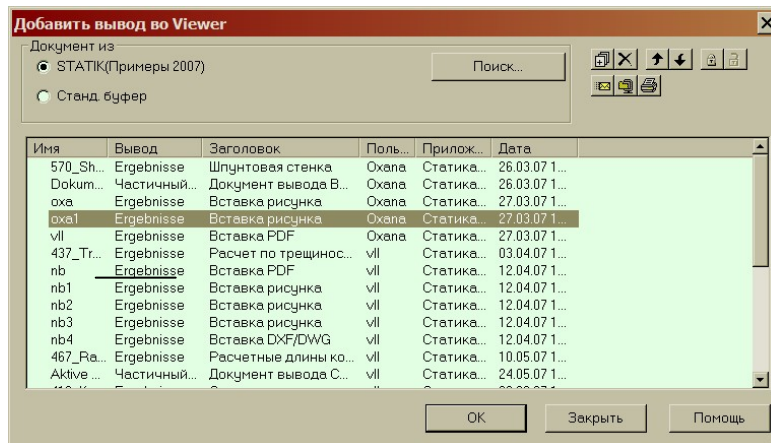 Добавить вывод во Viewer
Документ из
STATIK(Примеры 2007)
Поиск...
Станд. буфер
Имя Вывод Заголовок Поль... Прилож... Дата
570_Sh... Ergebnisse Шпунтовая стенка Oxana Статика... 26.03.07 1...
Dokum... Частичный... Документ вывода В... Oxana Статика... 26.03.07 1...
oxa Ergebnisse Вставка рисунка Oxana Статика... 27.03.07 1...
oxa1 Ergebnisse Вставка рисунка Oxana Статика... 27.03.07 1...
vll Ergebnisse Вставка PDF Oxana Статика... 27.03.07 1...
437_Tr... Ergebnisse Расчет по трещинос... vll Статика... 03.04.07 1...
nb Ergebnisse Вставка PDF vll Статика... 12.04.07 1...
nb1 Ergebnisse Вставка рисунка vll Статика... 12.04.07 1...
nb2 Ergebnisse Вставка рисунка vll Статика... 12.04.07 1...
nb3 Ergebnisse Вставка рисунка vll Статика... 12.04.07 1...
nb4 Ergebnisse Вставка DXF/DWG vll Статика... 12.04.07 1...
467_Ra... Ergebnisse Расчетные длины ко... vll Статика... 10.05.07 1...
Aktive ... Частичный... Документ вывода С... vll Статика... 24.05.07 1...
OK Закрыть Помощь